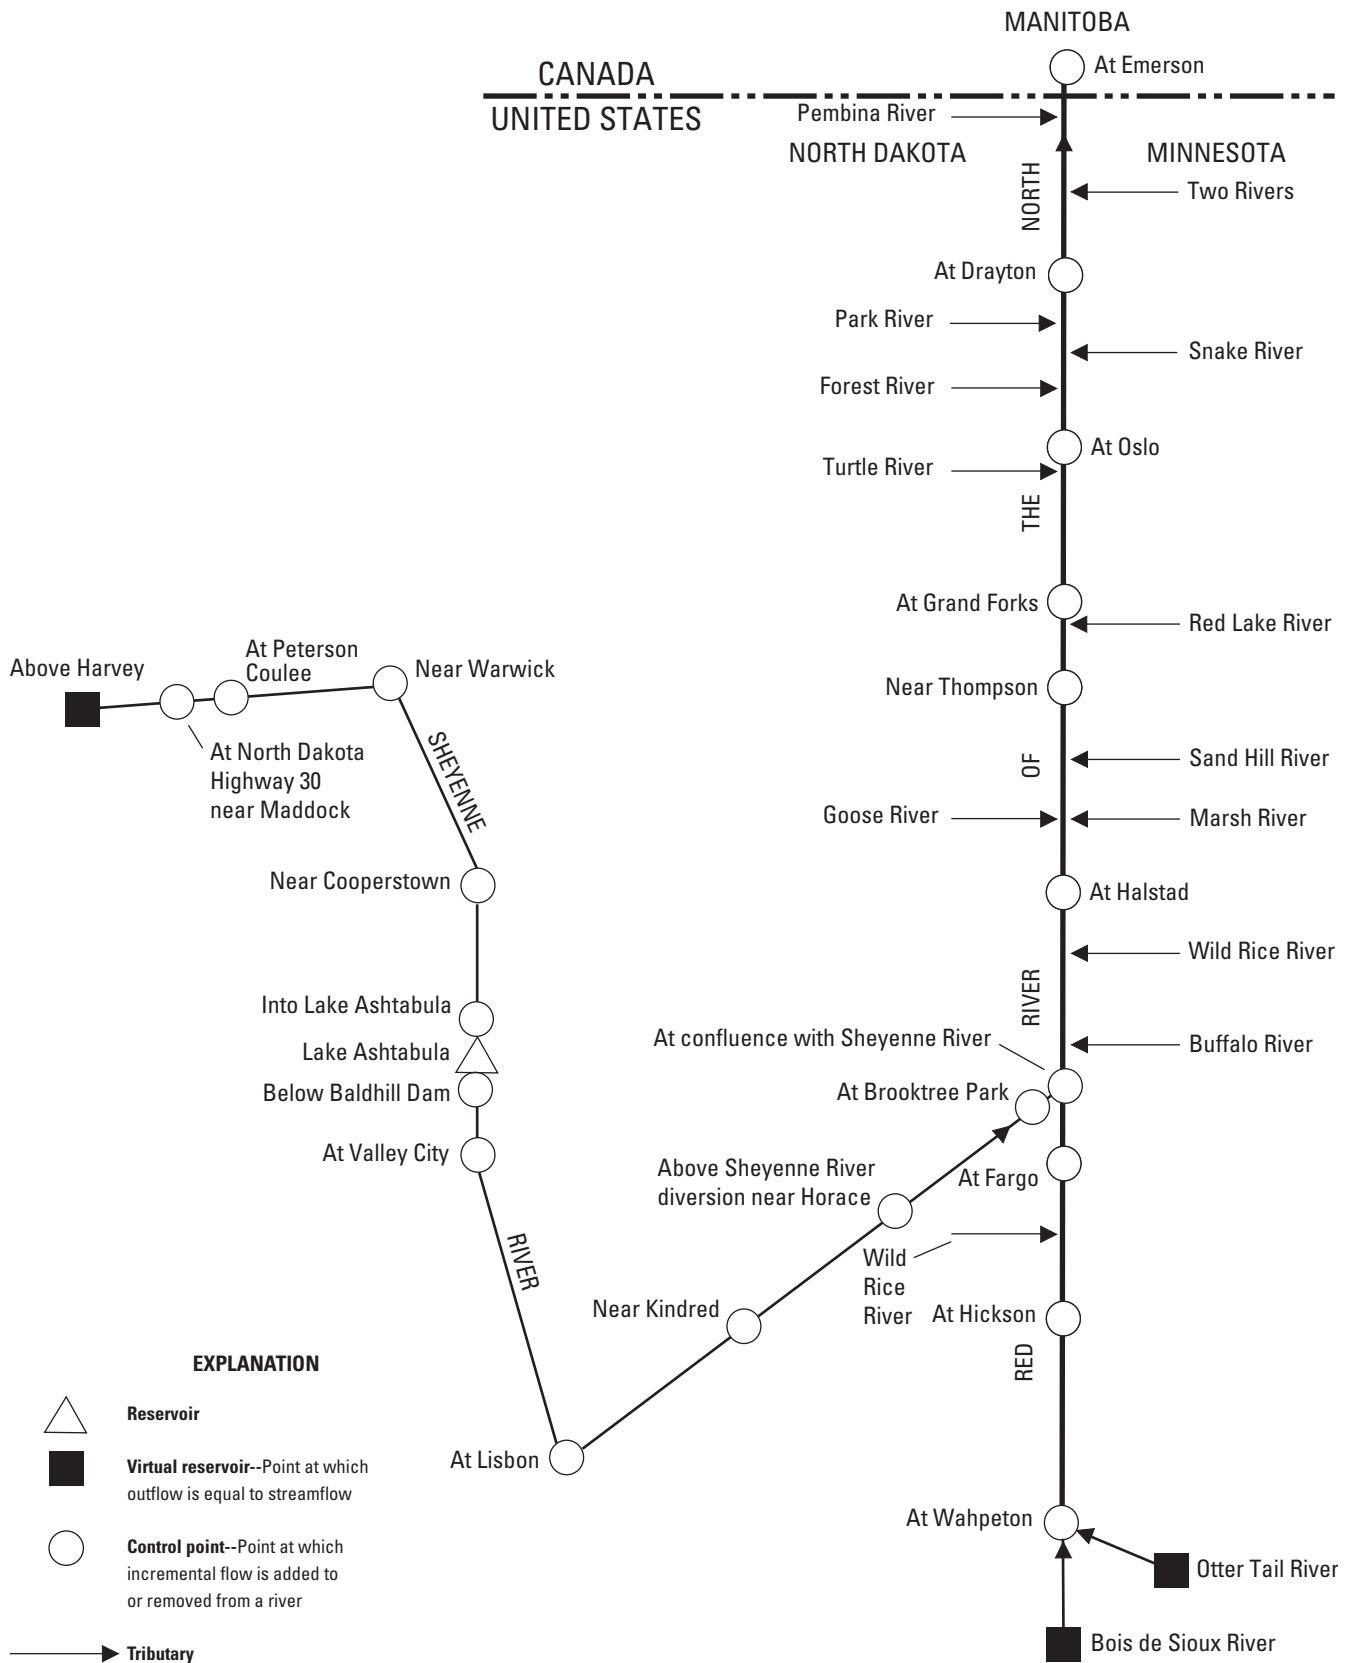 MANITOBA
At Emerson
CANADA
UNITED STATES
Pembina River
NORTH DAKOTA
MINNESOTA
NORTH
Two Rivers
At Drayton
Park River
Snake River
Forest River
At Oslo
Turtle River
THE
At Grand Forks
Red Lake River
Near Thompson
OF
Sand Hill River
Goose River
Marsh River
At Halstad
Wild Rice River
RIVER
Buffalo River
At confluence with Sheyenne River
At Brooktree Park
At Fargo
Above Sheyenne River
diversion near Horace
Wild
Rice
River
At Hickson
RED
At Wahpeton
Otter Tail River
Bois de Sioux River
Above Harvey
At Peterson
Coulee
Near Warwick
At North Dakota
Highway 30
near Maddock
SHEYENNE
Near Cooperstown
Into Lake Ashtabula
Lake Ashtabula
Below Baldhill Dam
At Valley City
RIVER
Near Kindred
At Lisbon
EXPLANATION
Reservoir
Virtual reservoir--Point at which
outflow is equal to streamflow
Control point--Point at which
incremental flow is added to
or removed from a river
Tributary